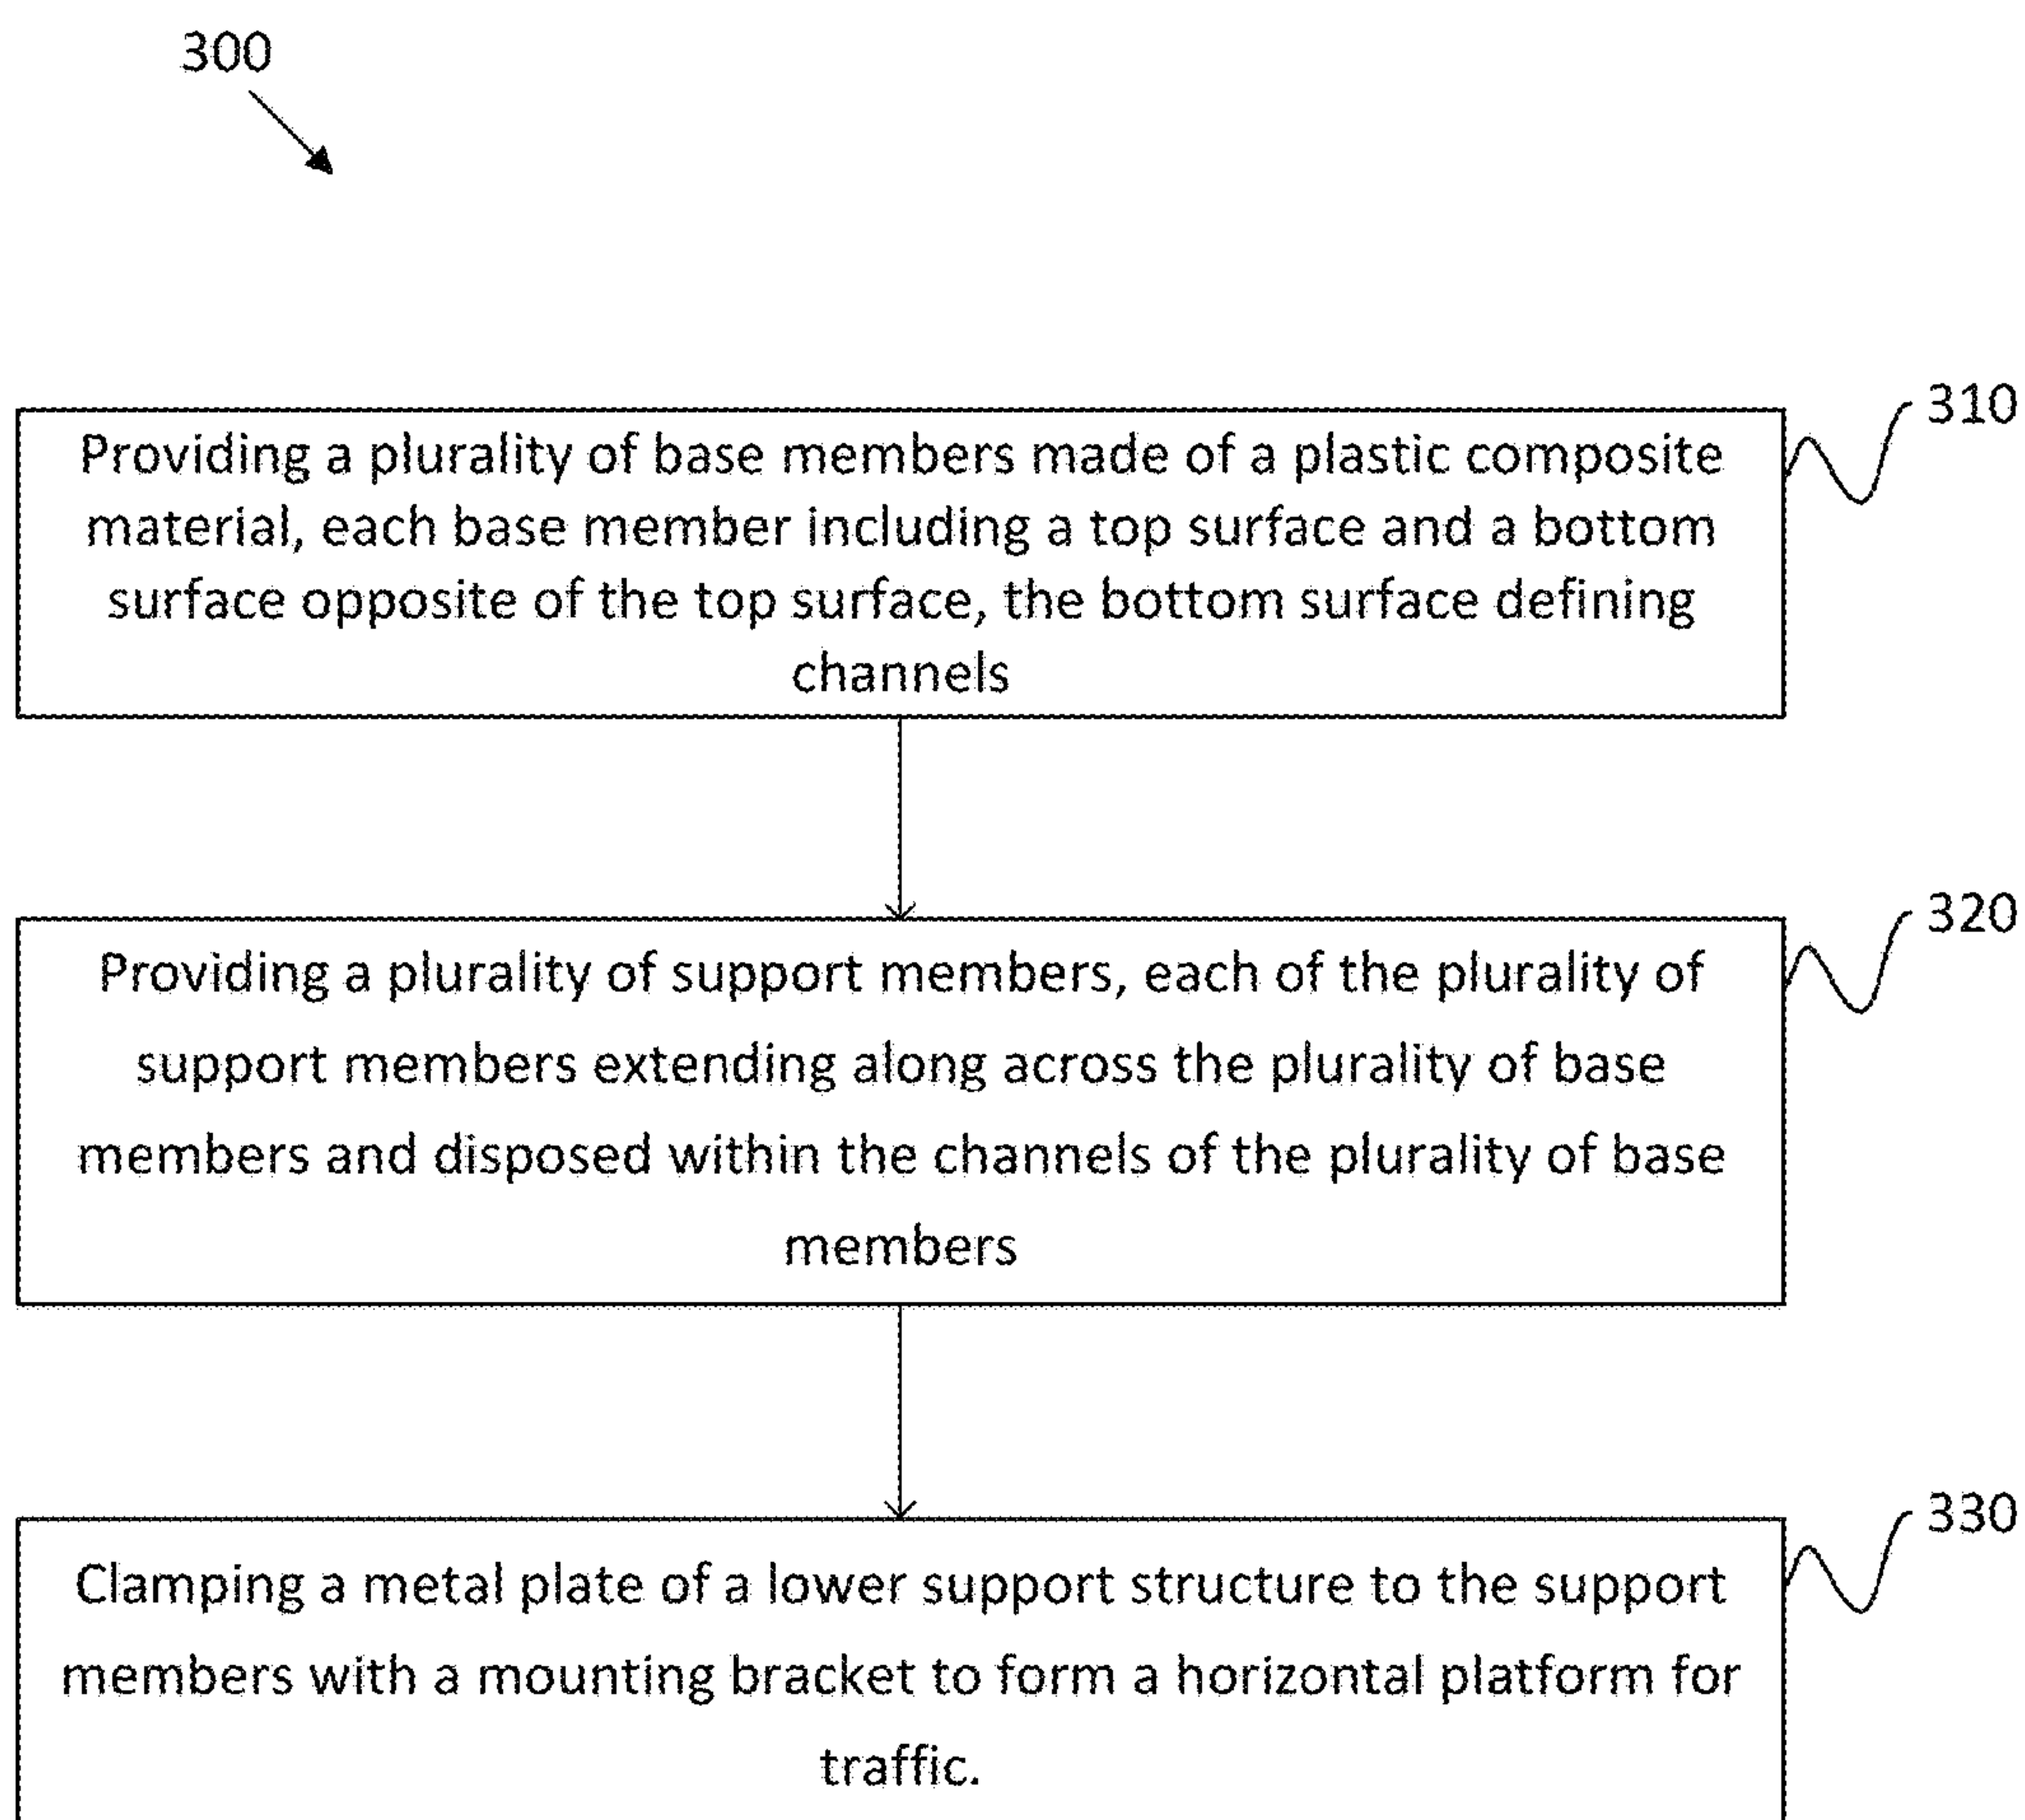 300
310
Providing a plurality of base members made of a plastic composite
material, each base member including a top surface and a bottom
surface opposite of the top surface, the bottom surface defining
channels
320
Providing a plurality of support members, each of the plurality of
support members extending along across the plurality of base
members and disposed within the channels of the plurality of base
members
330
Clamping a metal plate of a lower support structure to the support
members with a mounting bracket to form a horizontal platform for
traffic.